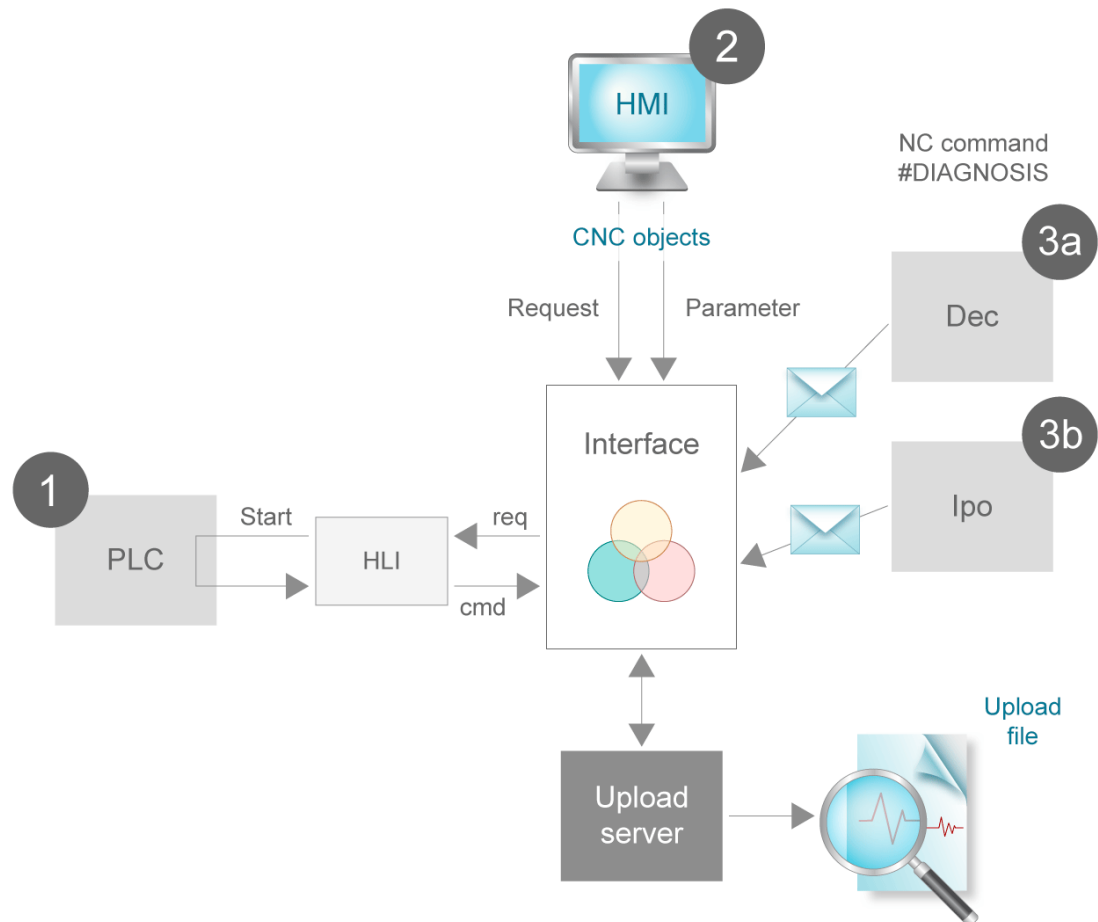 2
HMI
NC command
#DIAGNOSIS
CNC objects
3a
Request
Parameter
Dec
3b
Interface
1
Start
req
Ipo
PLC
HLI
cmd
Upload
file
Upload
server